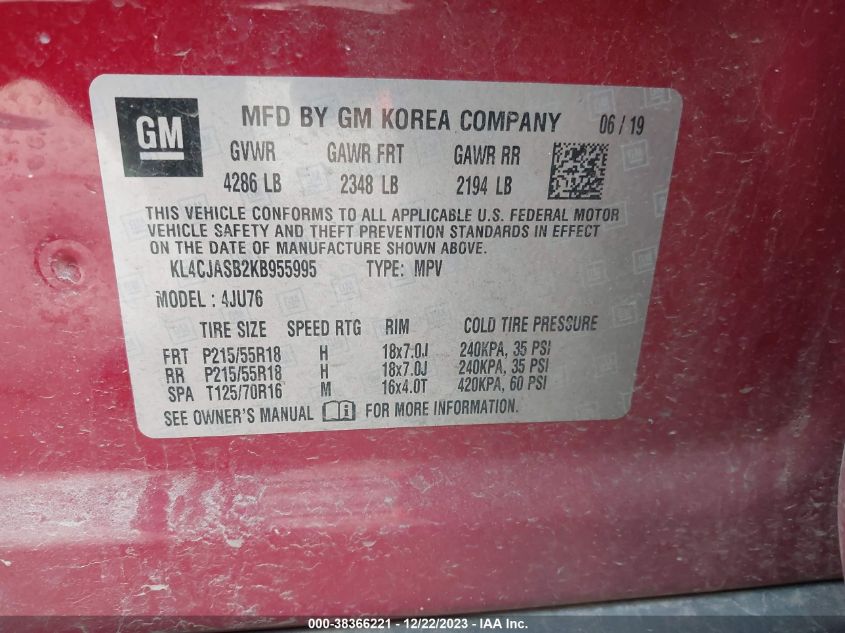 GM
MFD BY GM KOREA COMPANY 06/19
GVWR GAWR FRT GAWR RR
4286 LB 2348 LB 2194 LB
THIS VEHICLE CONFORMS TO ALL APPLICABLE U.S. FEDERAL MOTOR
VEHICLE SAFETY AND THEFT PREVENTION STANDARDS IN EFFECT
ON THE DATE OF MANUFACTURE SHOWN ABOVE.
KL4CJASB2KB955995 TYPE: MPV
MODEL : 4JU76
TIRE SIZE SPEED RTG RIM COLD TIRE PRESSURE
FRT P215/55R18 H 18x7.0J 240KPA, 35 PSI
RR P215/55R18 H 18x7.0J 240KPA, 35 PSI
SPA T125/70R16 M 16x4.0T 420KPA, 60 PSI
SEE OWNER'S MANUAL FOR MORE INFORMATION.
000-38366221 - 12/22/2023 - IAA Inc.